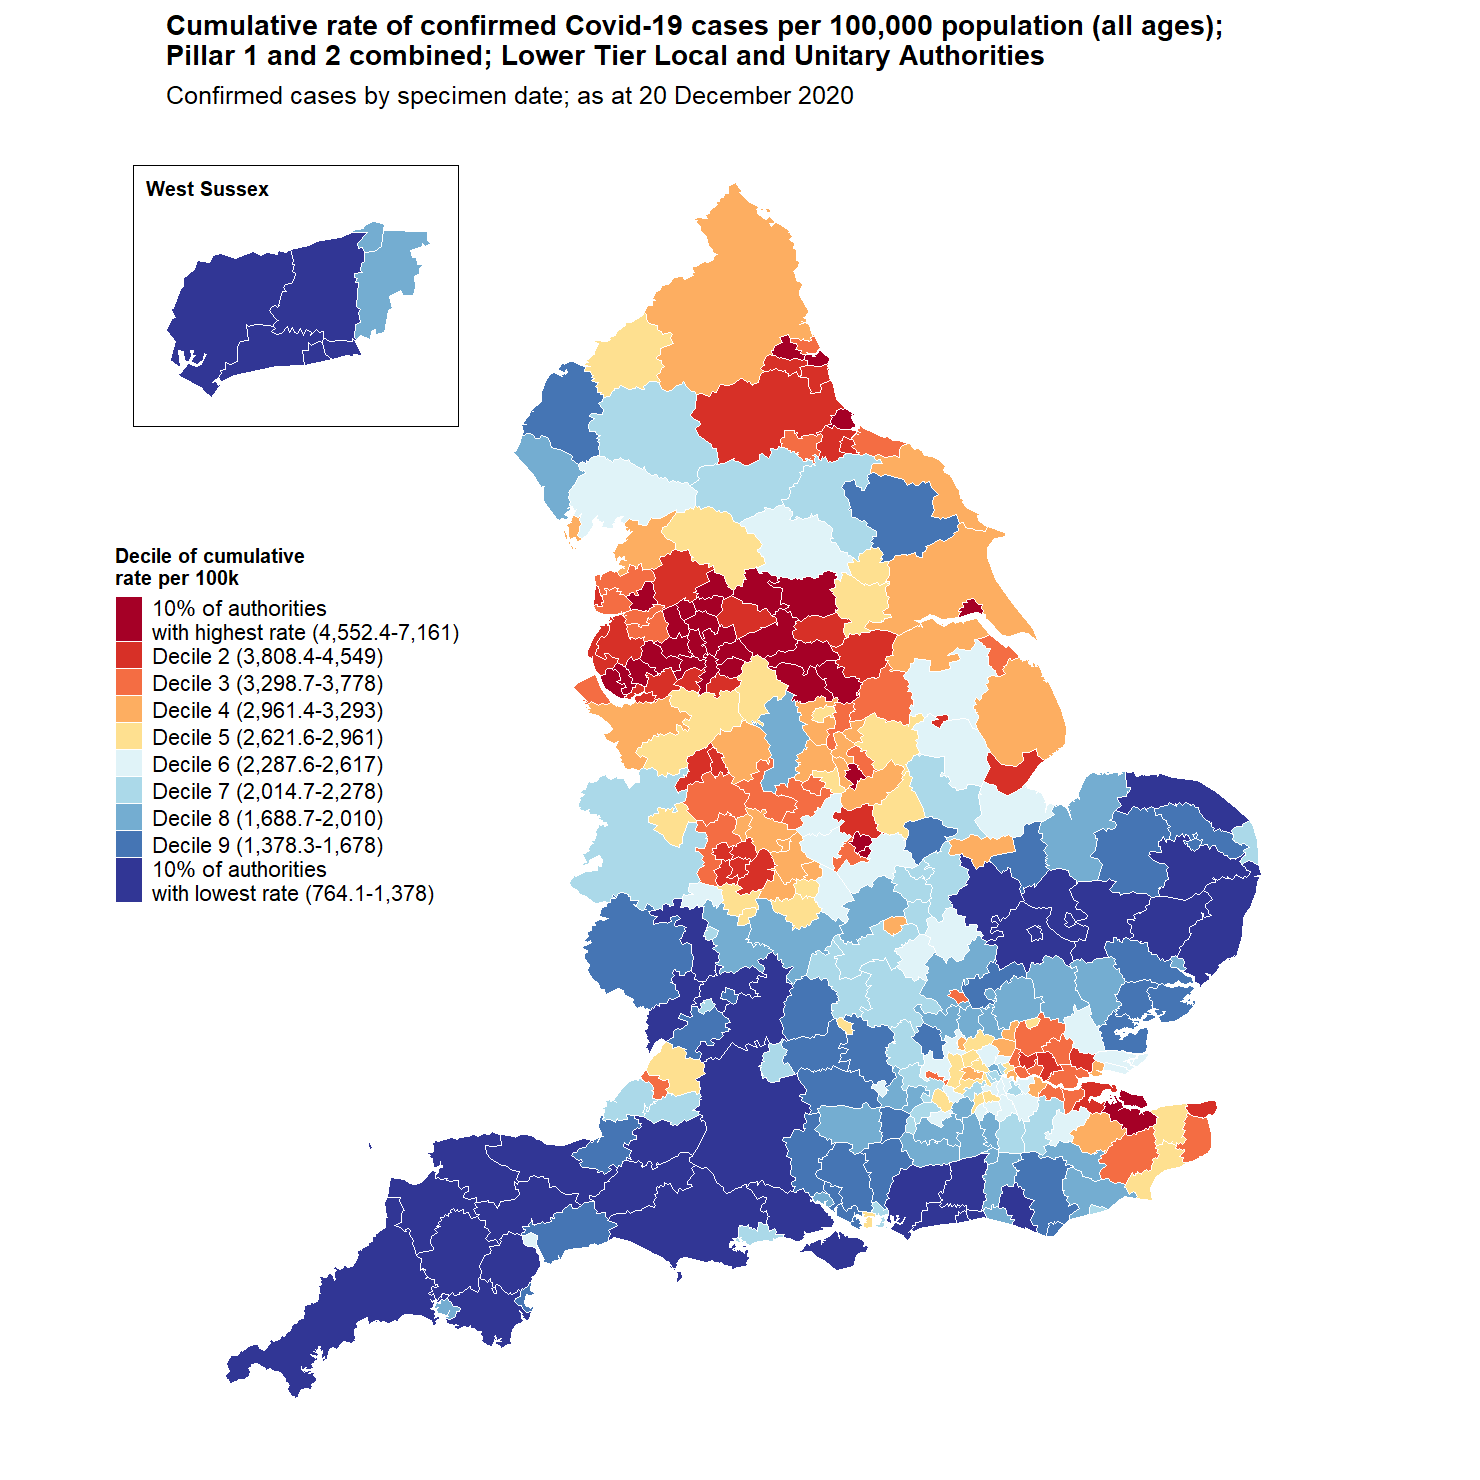 Cumulative rate of confirmed Covid-19 cases per 100,000 population (all ages);
Pillar 1 and 2 combined; Lower Tier Local and Unitary Authorities
Confirmed cases by specimen date; as at 20 December 2020
West Sussex
Decile of cumulative
rate per 100k
10% of authorities
with highest rate (4,552.4-7,161)
Decile 2 (3,808.4-4,549)
Decile 3 (3,298.7-3,778)
Decile 4 (2,961.4-3,293)
Decile 5 (2,621.6-2,961)
Decile 6 (2,287.6-2,617)
Decile 7 (2,014.7-2,278)
Decile 8 (1,688.7-2,010)
Decile 9 (1,378.3-1,678)
10% of authorities
with lowest rate (764.1-1,378)